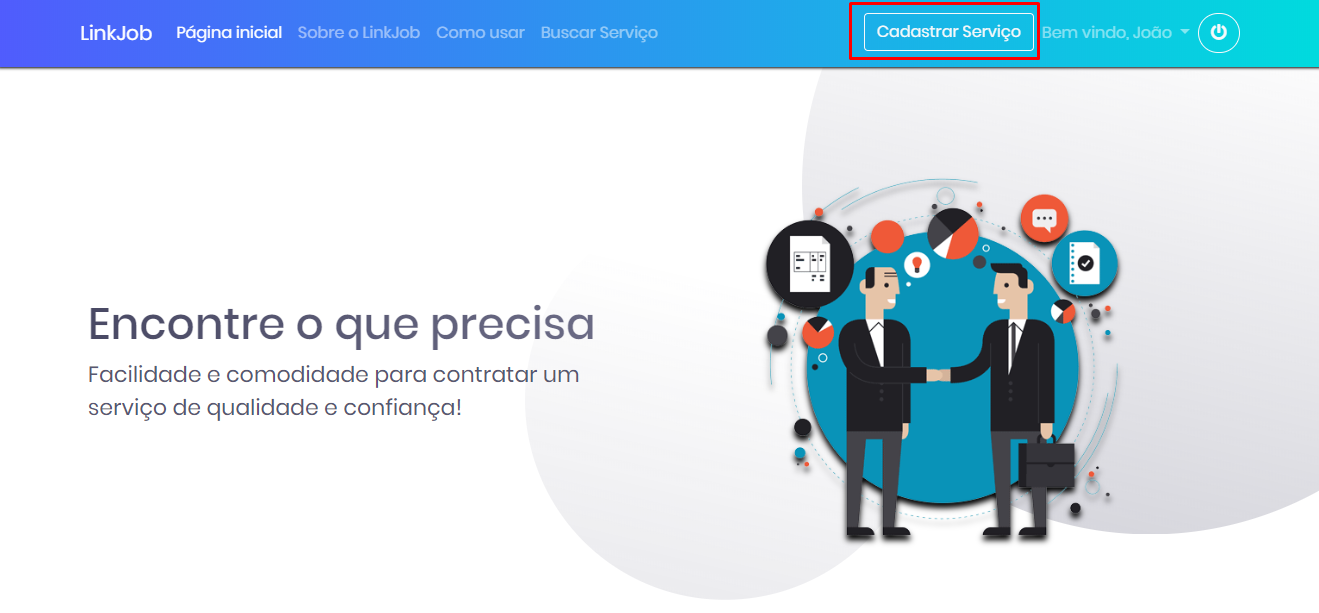 LinkJob Página inicial Sobre o LinkJob Como usar Buscar Serviço Cadastrar Serviço Bem vindo, João
Encontre o que precisa
Facilidade e comodidade para contratar um
serviço de qualidade e confiança!